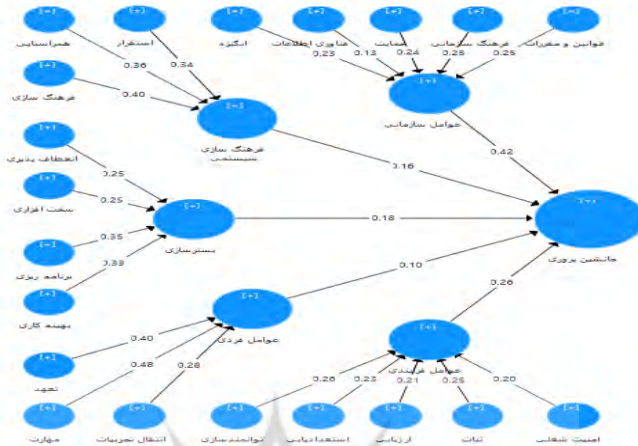 [+] [+] [+] [+] [+] [+] [+]
همراستایی استقرار انگیزه فناوری اطلاعات حمایت فرهنگ سازمانی قوانین و مقررات
0.36 0.34 0.23 0.13 0.24 0.25 0.25
[+]
فرهنگ سازی
0.40
[+]
فرهنگ سازی
سیستمی
[+]
عوامل سازمانی
0.42
0.16
[+]
انعطاف پذیری
0.25
[+]
سخت افزاری
0.25
[+]
بسترسازی
0.18
[+]
جانشین پروری
[+]
برنامه ریزی
0.35
[+]
بهینه کاری
0.33
0.10
0.26
[+]
عوامل فردی
[+]
عوامل فرایندی
[+]
تعهد
0.40
0.48 0.28 0.26 0.23 0.21 0.25 0.20
[+] [+] [+] [+] [+] [+] [+]
مهارت انتقال تجربیات توانمندسازی استعدادیابی ارزیابی ثبات امنیت شغلی